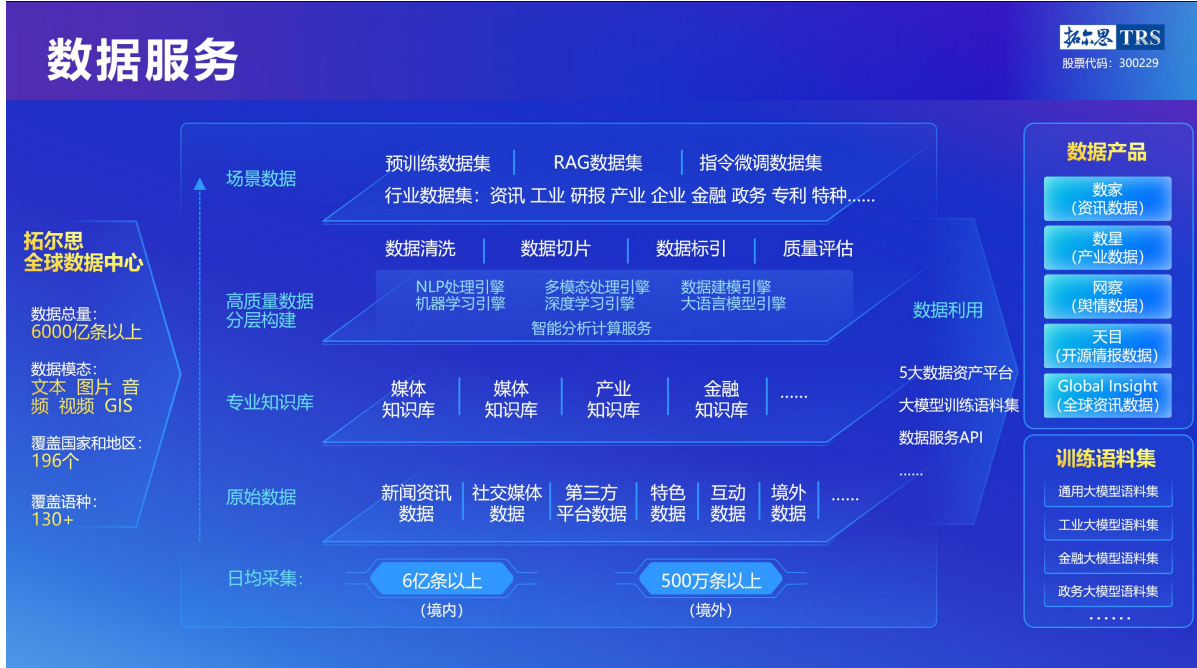 数据服务
拓尔思 TRS
股票代码：300229
拓尔思
全球数据中心
数据总量：
6000亿条以上
数据模态：
文本 图片 音
频 视频 GIS
覆盖国家和地区：
196个
覆盖语种：
130+
场景数据
预训练数据集
RAG数据集
指令微调数据集
行业数据集：资讯 工业 研报 产业 企业 金融 政务 专利 特种......
高质量数据
分层构建
数据清洗
数据切片
数据标引
质量评估
NLP处理引擎 多模态处理引擎 数据建模引擎
机器学习引擎 深度学习引擎 大语言模型引擎
智能分析计算服务
专业知识库
媒体
知识库
媒体
知识库
产业
知识库
金融
知识库
......
原始数据
新闻资讯
数据
社交媒体
数据
第三方
平台数据
特色
数据
互动
数据
境外
数据
......
日均采集：
6亿条以上
（境内）
500万条以上
（境外）
数据利用
5大数据资产平台
大模型训练语料集
数据服务API
......
数据产品
数家
（资讯数据）
数星
（产业数据）
网察
（舆情数据）
天目
（开源情报数据）
Global Insight
（全球资讯数据）
训练语料集
通用大模型语料集
工业大模型语料集
金融大模型语料集
政务大模型语料集
......